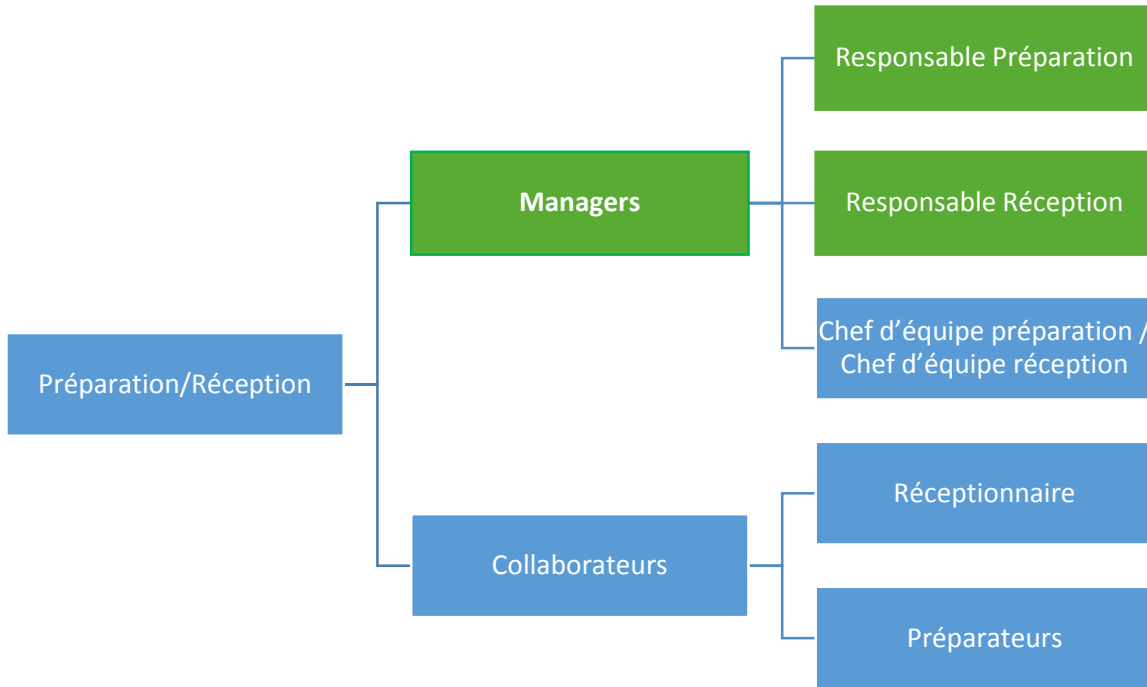 Responsable Préparation
Managers
Responsable Réception
Chef d’équipe préparation /
Chef d’équipe réception
Préparation/Réception
Réceptionnaire
Collaborateurs
Préparateurs